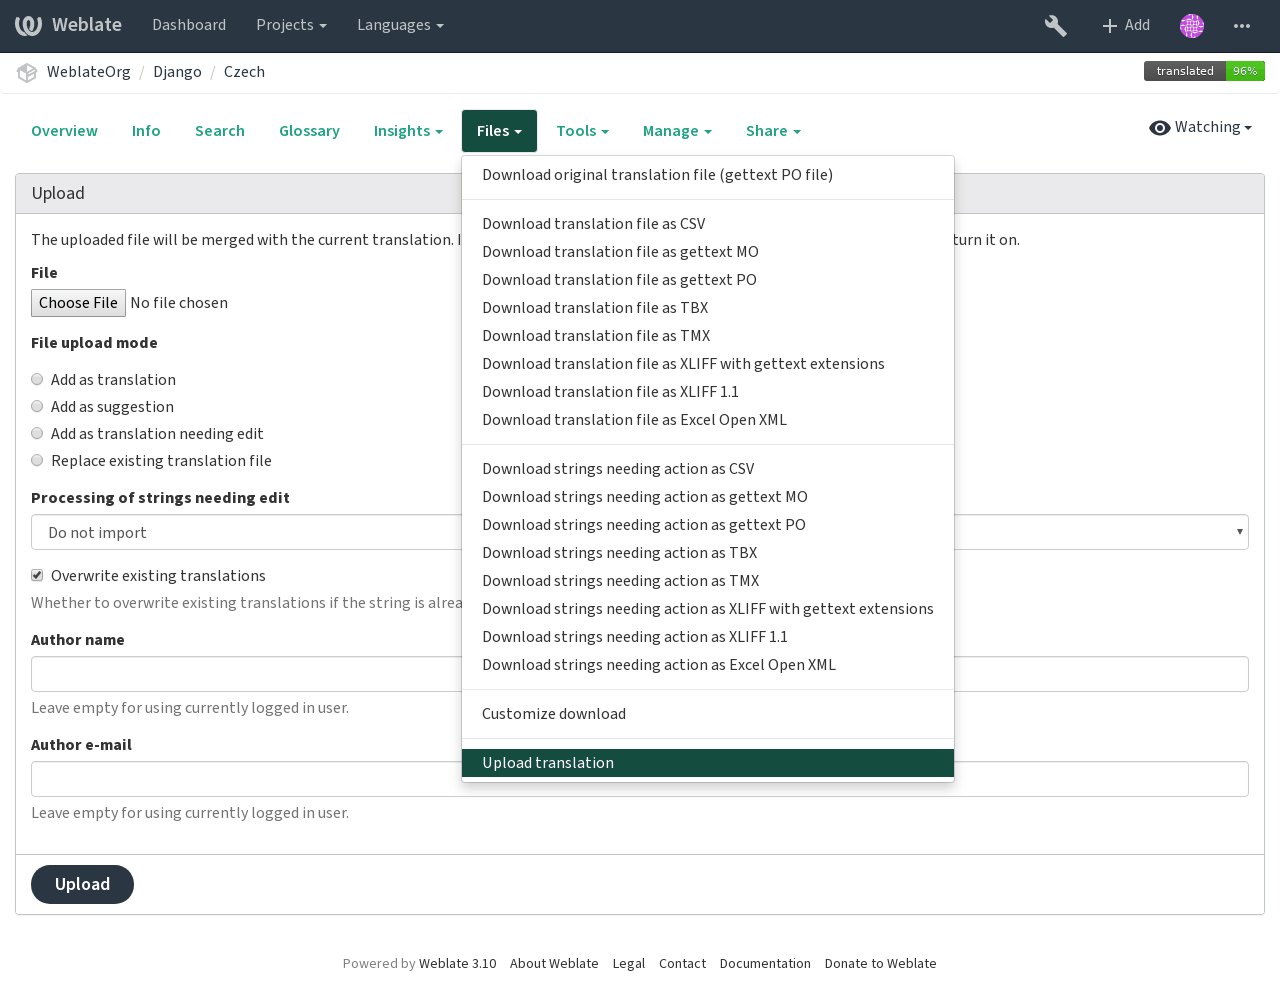 Weblate Dashboard Projects Languages Add
WeblateOrg / Django / Czech translated 96%
Overview Info Search Glossary Insights Files Tools Manage Share Watching
Upload
The uploaded file will be merged with the current translation. turn it on.
File
Choose File No file chosen
File upload mode
Add as translation
Add as suggestion
Add as translation needing edit
Replace existing translation file
Processing of strings needing edit
Do not import
Overwrite existing translations
Whether to overwrite existing translations if the string is
Author name
Leave empty for using currently logged in user.
Author e-mail
Leave empty for using currently logged in user.
Upload
Download original translation file (gettext PO file)
Download translation file as CSV
Download translation file as gettext MO
Download translation file as gettext PO
Download translation file as TBX
Download translation file as TMX
Download translation file as XLIFF with gettext extensions
Download translation file as XLIFF 1.1
Download translation file as Excel Open XML
Download strings needing action as CSV
Download strings needing action as gettext MO
Download strings needing action as gettext PO
Download strings needing action as TBX
Download strings needing action as TMX
Download strings needing action as XLIFF with gettext extensions
Download strings needing action as XLIFF 1.1
Download strings needing action as Excel Open XML
Customize download
Upload translation
Powered by Weblate 3.10 About Weblate Legal Contact Documentation Donate to Weblate